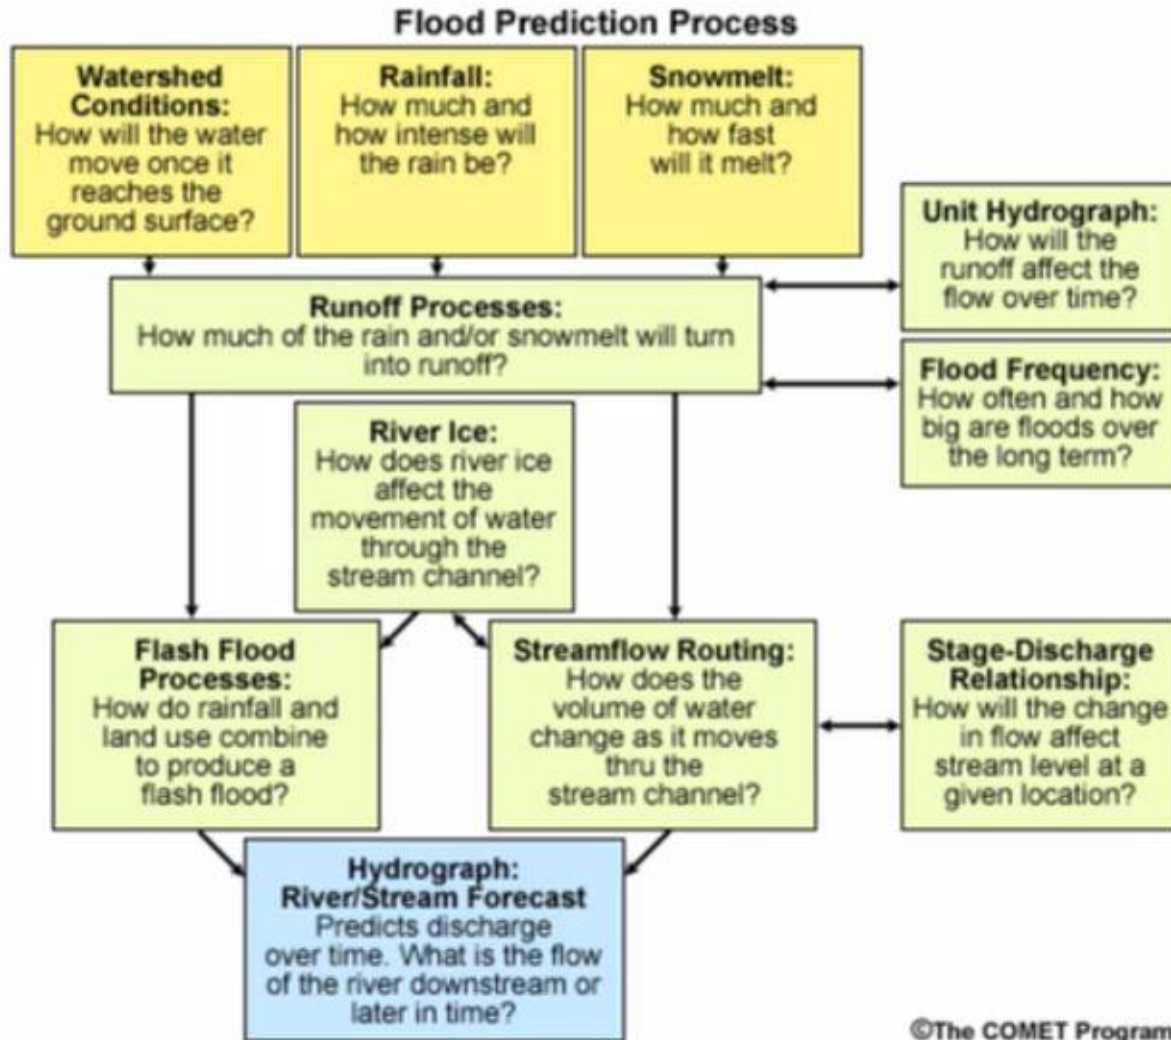 Flood Prediction Process
Watershed
Conditions:
How will the water
move once it
reaches the
ground surface?
Rainfall:
How much and
how intense will
the rain be?
Snowmelt:
How much and
how fast
will it melt?
Unit Hydrograph:
How will the
runoff affect the
flow over time?
Runoff Processes:
How much of the rain and/or snowmelt will turn
into runoff?
Flood Frequency:
How often and how
big are floods over
the long term?
River Ice:
How does river ice
affect the
movement of water
through the
stream channel?
Flash Flood
Processes:
How do rainfall and
land use combine
to produce a
flash flood?
Streamflow Routing:
How does the
volume of water
change as it moves
thru the
stream channel?
Stage-Discharge
Relationship:
How will the change
in flow affect
stream level at a
given location?
Hydrograph:
River/Stream Forecast
Predicts discharge
over time. What is the flow
of the river downstream or
later in time?
©The COMET Program